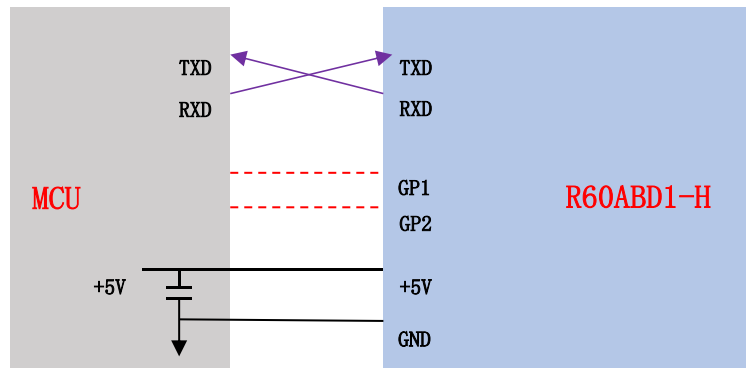 TXD
TXD
RXD
RXD
MCU
GP1
R60ABD1-H
GP2
+5V
+5V
GND